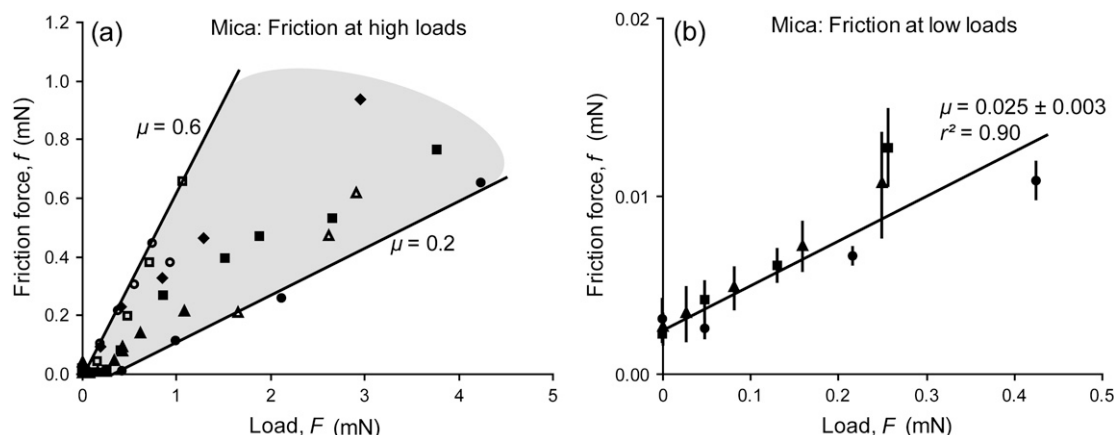 (a)
Mica: Friction at high loads
1.2
1.0
0.8
0.6
0.4
0.2
0.0
Friction force, f (mN)
μ = 0.6
μ = 0.2
0
1
2
3
4
5
Load, F (mN)
(b)
Mica: Friction at low loads
0.02
0.01
0.00
Friction force, f (mN)
μ = 0.025 ± 0.003
r² = 0.90
0.0
0.1
0.2
0.3
0.4
0.5
Load, F (mN)